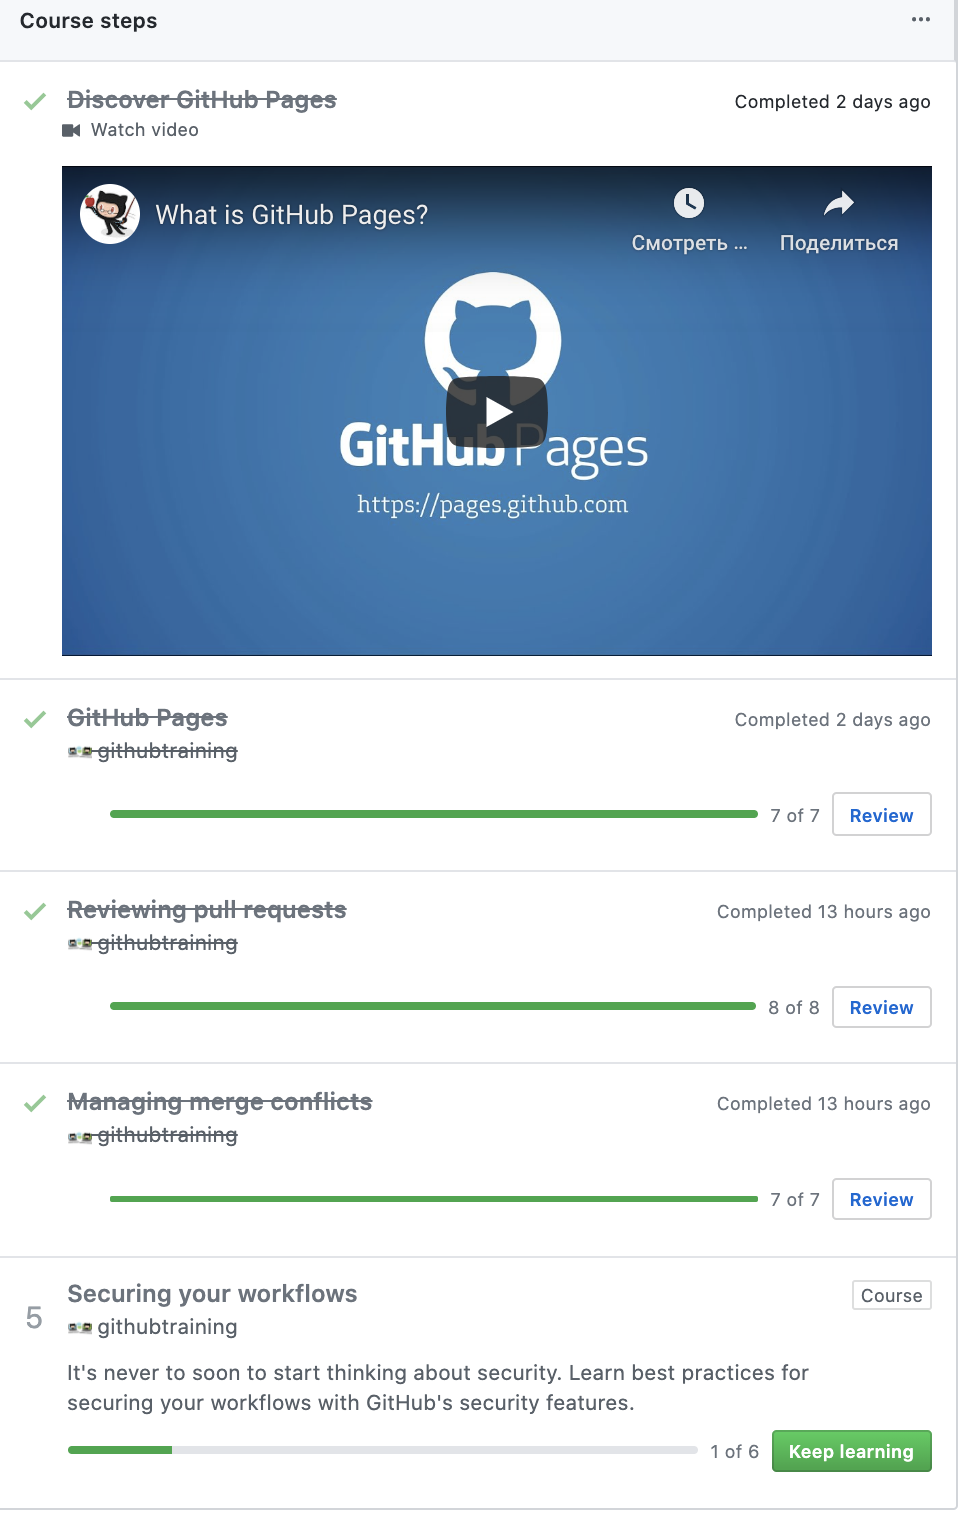 Course steps
Discover GitHub Pages
Completed 2 days ago
Watch video
What is GitHub Pages?
Смотреть ...
Поделиться
GitHub Pages
https://pages.github.com
GitHub Pages
Completed 2 days ago
githubtraining
7 of 7
Review
Reviewing pull requests
Completed 13 hours ago
githubtraining
8 of 8
Review
Managing merge conflicts
Completed 13 hours ago
githubtraining
7 of 7
Review
5
Securing your workflows
Course
githubtraining
It's never to soon to start thinking about security. Learn best practices for
securing your workflows with GitHub's security features.
1 of 6
Keep learning